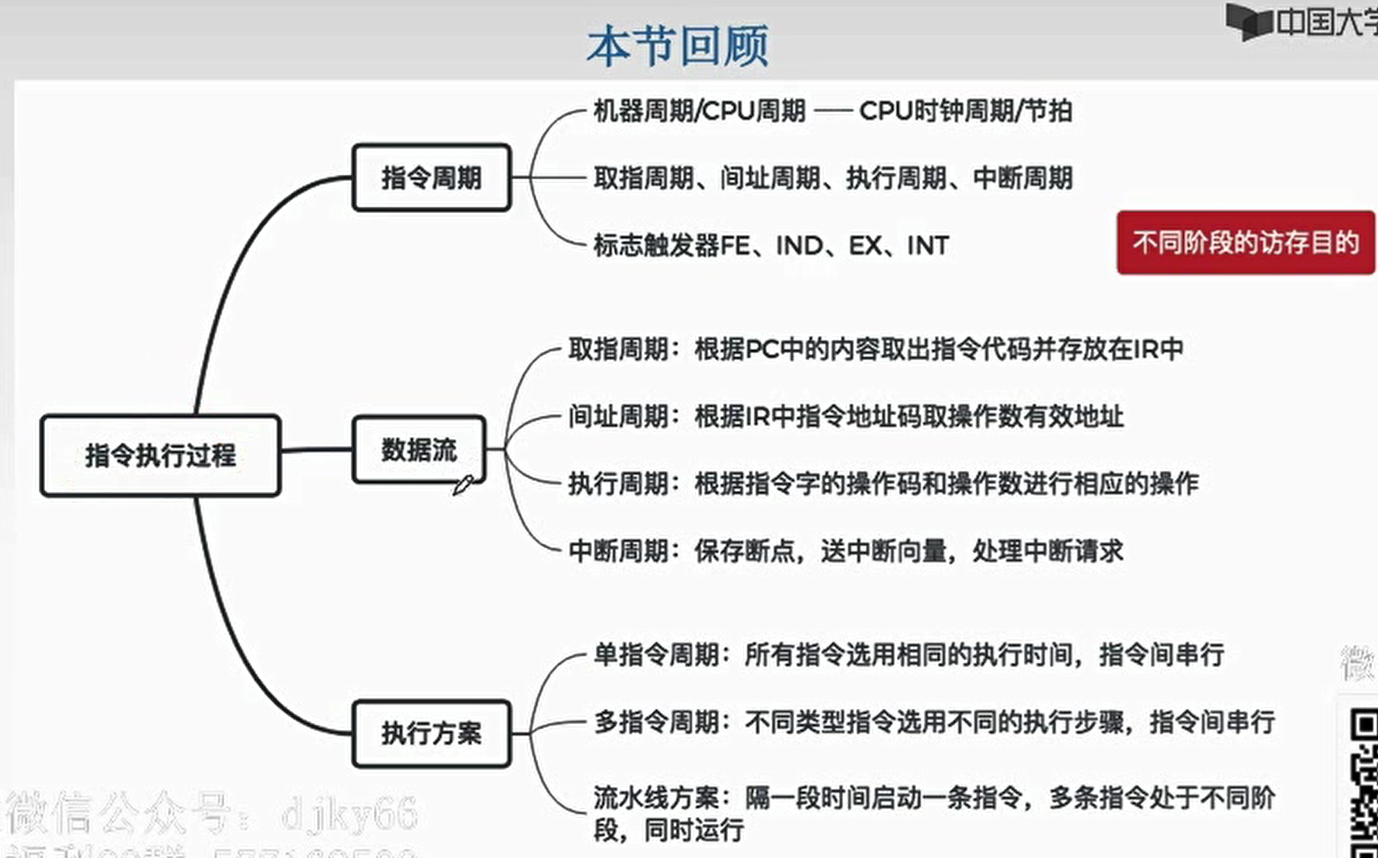 中国大学
本节回顾
机器周期/CPU周期 —— CPU时钟周期/节拍
指令周期
取指周期、间址周期、执行周期、中断周期
标志触发器FE、IND、EX、INT
不同阶段的访存目的
取指周期：根据PC中的内容取出指令代码并存放在IR中
间址周期：根据IR中指令地址码取操作数有效地址
指令执行过程
数据流
执行周期：根据指令字的操作码和操作数进行相应的操作
中断周期：保存断点，送中断向量，处理中断请求
单指令周期：所有指令选用相同的执行时间，指令间串行
微
执行方案
多指令周期：不同类型指令选用不同的执行步骤，指令间串行
流水线方案：隔一段时间启动一条指令，多条指令处于不同阶
段，同时运行
微信公众号：djky66